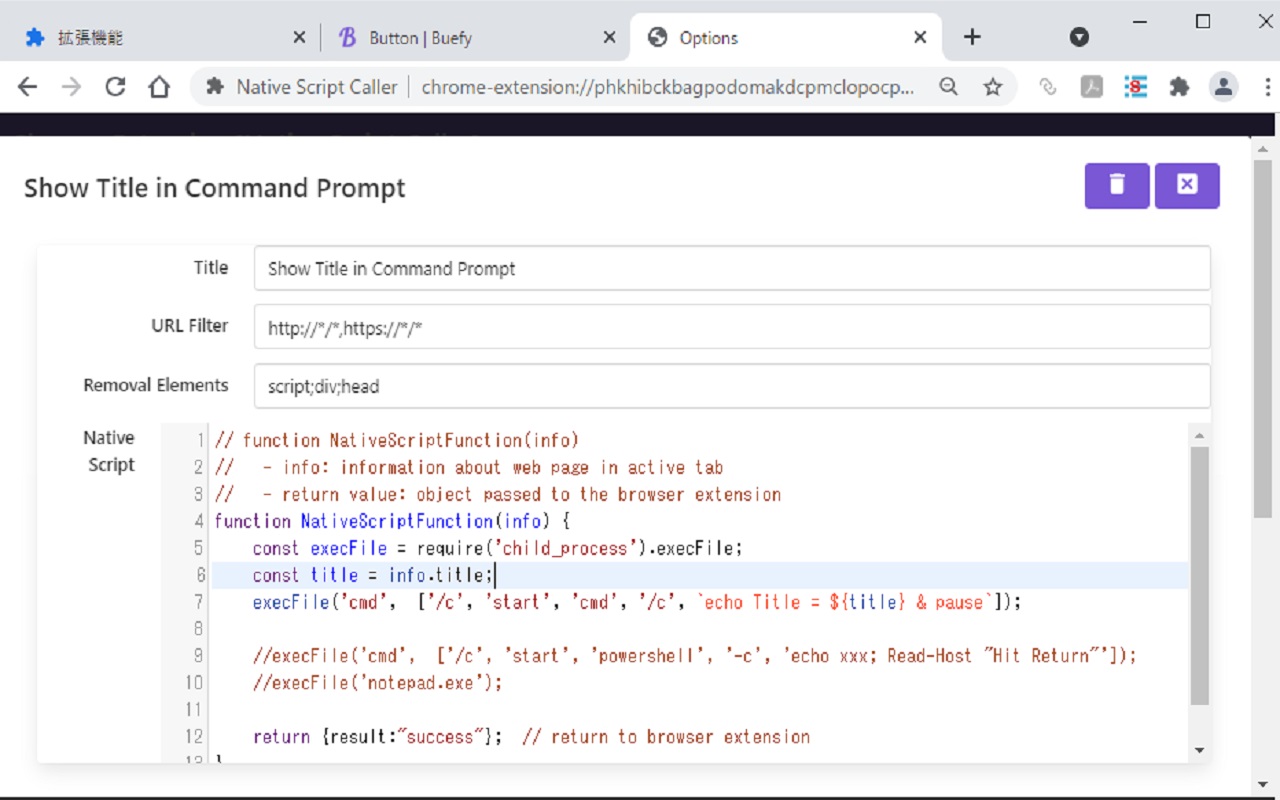 拡張機能
Button | Buefy
Options
Native Script Caller
chrome-extension://phkhibckbagpodomakdcpmclopocp...
Show Title in Command Prompt
Title
Show Title in Command Prompt
URL Filter
http://*/*,https://*/*
Removal Elements
script;div;head
Native
Script
1 // function NativeScriptFunction(info)
2 //   - info: information about web page in active tab
3 //   - return value: object passed to the browser extension
4 function NativeScriptFunction(info) {
5     const execFile = require('child_process').execFile;
6     const title = info.title;
7     execFile('cmd',  ['/c', 'start', 'cmd', '/c', `echo Title = ${title} & pause`]);
8
9     //execFile('cmd',  ['/c', 'start', 'powershell', '-c', 'echo xxx; Read-Host "Hit Return"']);
10     //execFile('notepad.exe');
11
12     return {result:"success"};  // return to browser extension
13 }